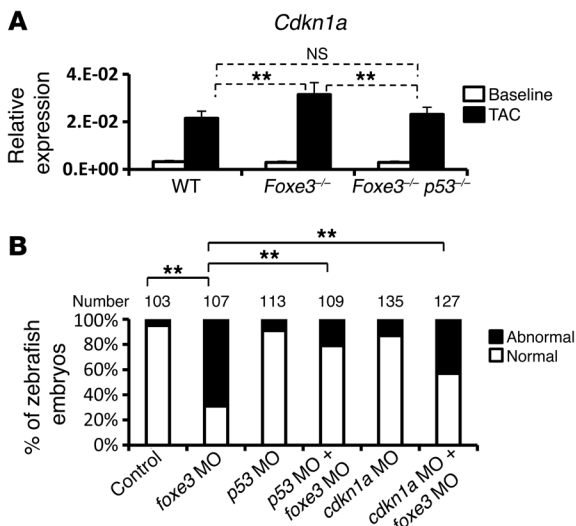 A
Cdkn1a
NS
4.E-02
** **
Baseline
TAC
2.E-02
Relative
expression
0.E+00
WT
Foxe3–/–
Foxe3–/– p53–/–
B
**
**
**
Number 103 107 113 109 135 127
100%
80%
60%
40%
20%
0%
% of zebrafish
embryos
Abnormal
Normal
Control
foxe3 MO
p53 MO
p53 MO +
foxe3 MO
cdkn1a MO
cdkn1a MO +
foxe3 MO